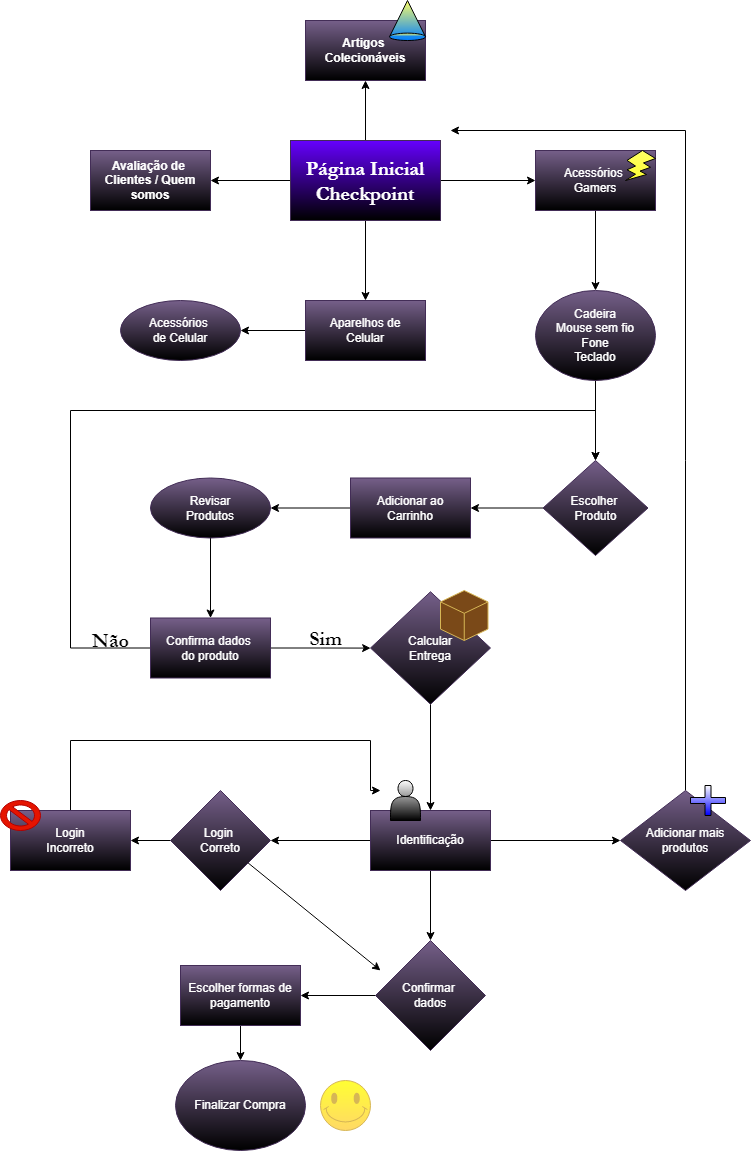 Artigos
Colecionáveis
Avaliação de
Clientes / Quem
somos
Página Inicial
Checkpoint
Acessórios
Gamers
Acessórios
de Celular
Aparelhos de
Celular
Cadeira
Mouse sem fio
Fone
Teclado
Revisar
Produtos
Adicionar ao
Carrinho
Escolher
Produto
Não
Confirma dados
do produto
Sim
Calcular
Entrega
Login
Incorreto
Login
Correto
Identificação
Adicionar mais
produtos
Escolher formas de
pagamento
Confirmar
dados
Finalizar Compra